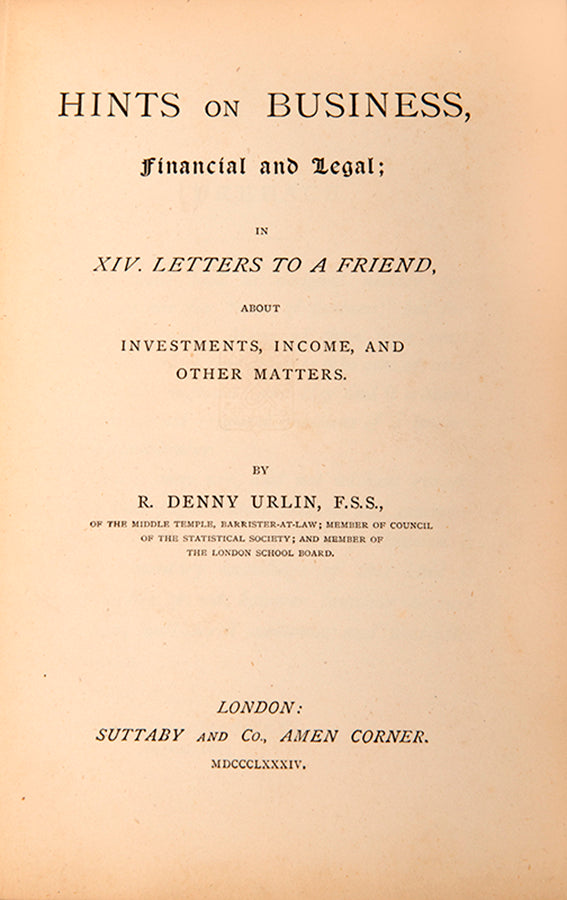 HINTS ON BUSINESS,
Financial and Legal;
IN
XIV. LETTERS TO A FRIEND,
ABOUT
INVESTMENTS, INCOME, AND
OTHER MATTERS.
BY
R. DENNY URLIN, F.S.S.,
OF THE MIDDLE TEMPLE, BARRISTER-AT-LAW; MEMBER OF COUNCIL
OF THE STATISTICAL SOCIETY; AND MEMBER OF
THE LONDON SCHOOL BOARD.
LONDON:
SUTTABY AND CO., AMEN CORNER.
MDCCCLXXXIV.